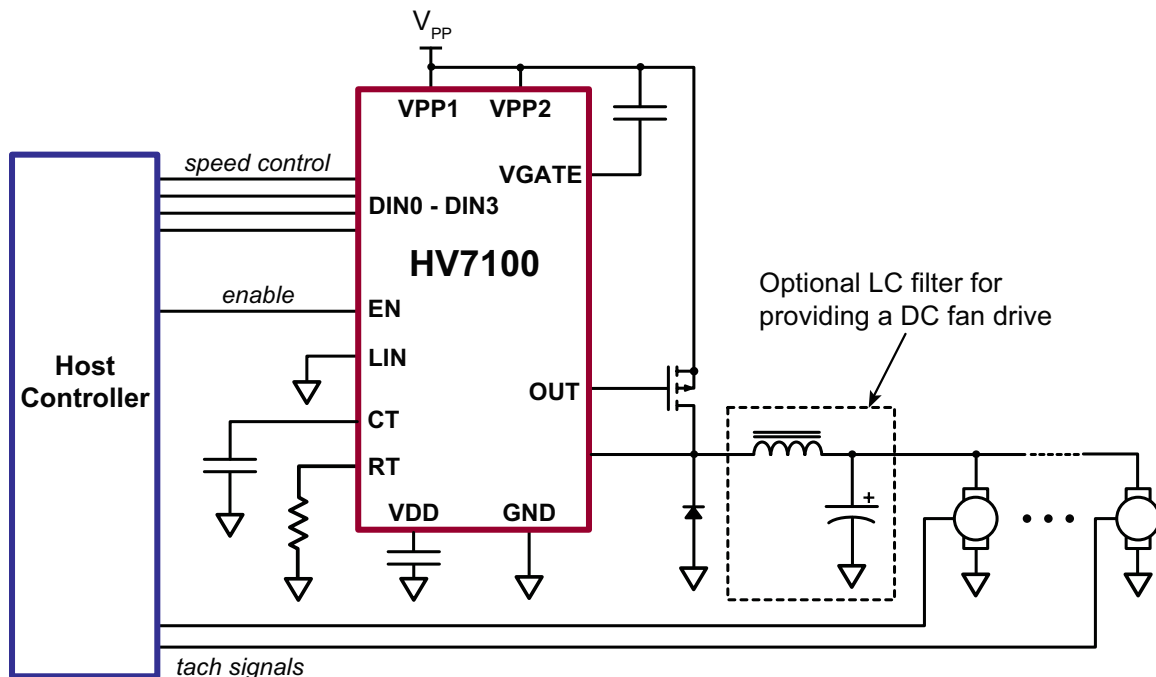 VPP
VPP1
VPP2
speed control
VGATE
DIN0 - DIN3
HV7100
enable
EN
Optional LC filter for
providing a DC fan drive
LIN
Host
Controller
OUT
CT
RT
VDD
GND
+
tach signals